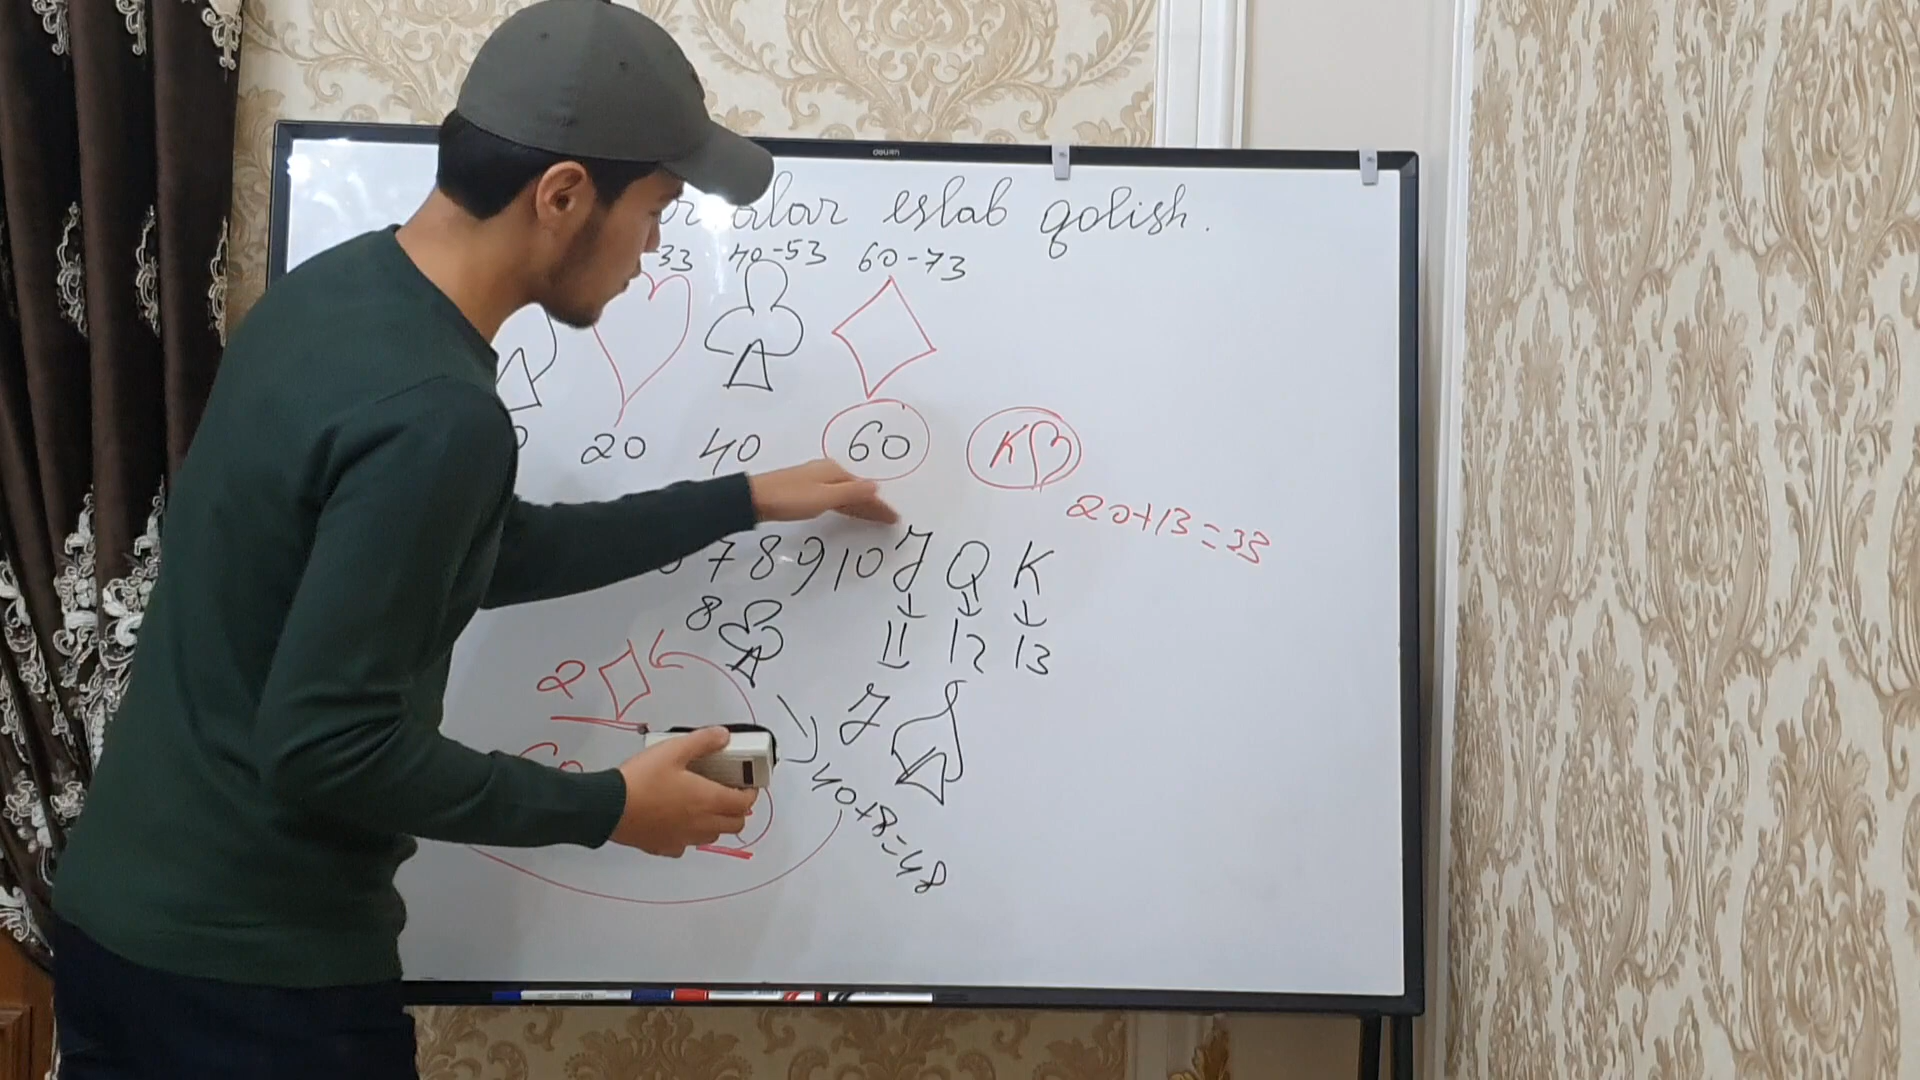 deli
alar eslab qolish.
-33 40-53 60-73
20 40 60 K♡
20+13=33
7 8 9 10 J Q K
↓ ↓ ↓
8♧ 11 12 13
2♢ J♤
40+8=48